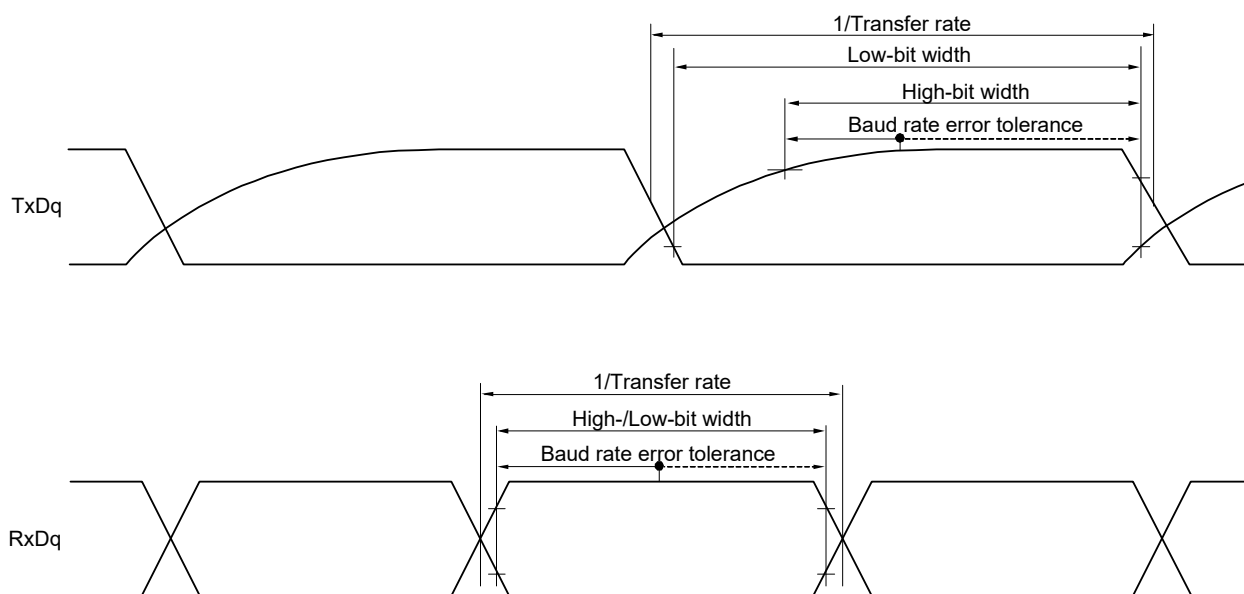 1/Transfer rate
Low-bit width
High-bit width
Baud rate error tolerance
TxDq
1/Transfer rate
High-/Low-bit width
Baud rate error tolerance
RxDq